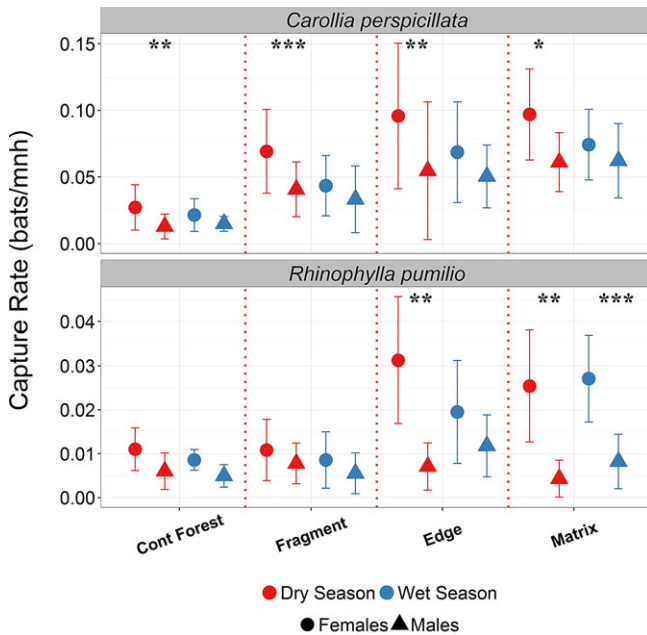 Carollia perspicillata
** *** ** *
0.15
0.10
0.05
0.00
Capture Rate (bats/mnh)
Rhinophylla pumilio
** ** ***
0.04
0.03
0.02
0.01
0.00
Cont Forest Fragment Edge Matrix
Dry Season Wet Season
Females Males